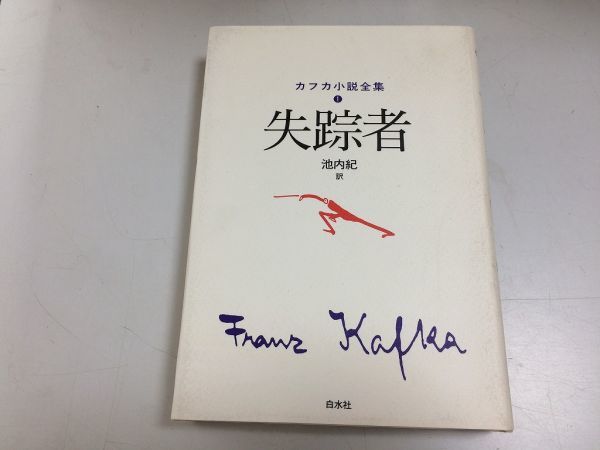 カフカ小説全集
1
失踪者
池内紀
訳
Franz Kafka
白水社